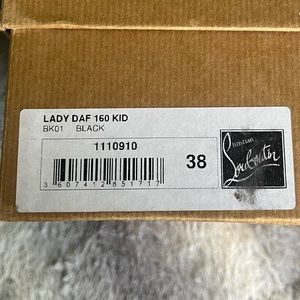 LADY DAF 160 KID
BK01 BLACK
1110910
38
Christian
Louboutin
3 607412 851717